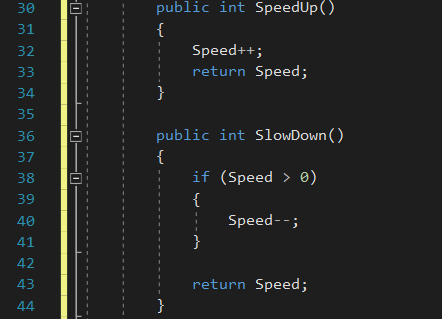 30 public int SpeedUp()
31 {
32 Speed++;
33 return Speed;
34 }
35
36 public int SlowDown()
37 {
38 if (Speed > 0)
39 {
40 Speed--;
41 }
42
43 return Speed;
44 }